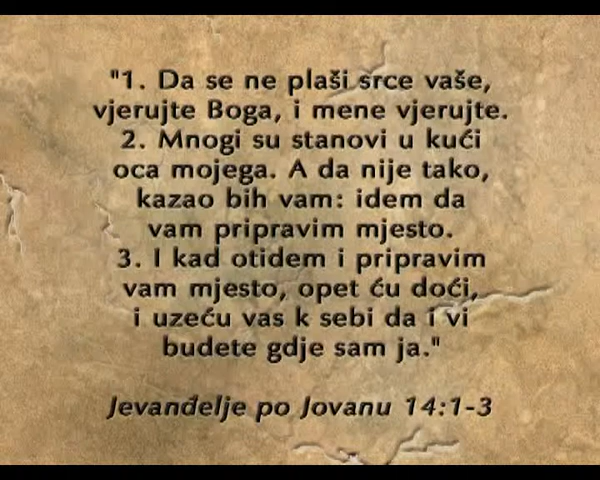 "1. Da se ne plaši srce vaše,
vjerujte Boga, i mene vjerujte.
2. Mnogi su stanovi u kući
oca mojega. A da nije tako,
kazao bih vam: idem da
vam pripravim mjesto.
3. I kad otidem i pripravim
vam mjesto, opet ću doći,
i uzeću vas k sebi da i vi
budete gdje sam ja."
Jevanđelje po Jovanu 14:1-3